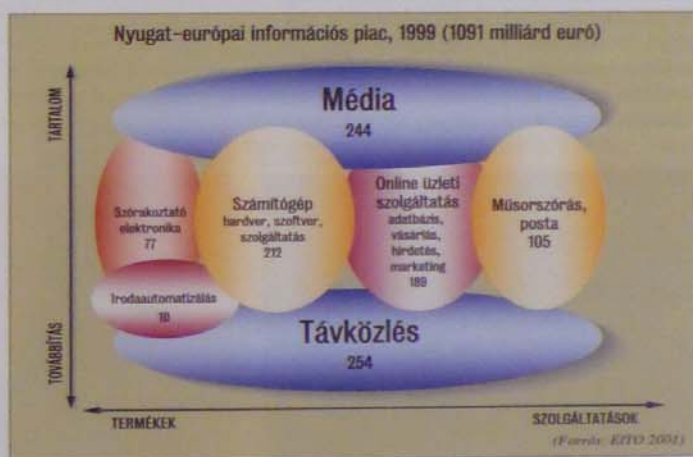 Nyugat-európai információs piac, 1999 (1091 milliárd euró)
TARTALOM
TOVÁBBÍTÁS
Média
244
Szórakoztató
elektronika
77
Számítógép
hardver, szoftver,
szolgáltatás
212
Online üzleti
szolgáltatás
adatbázis,
vásárlás,
hirdetés,
marketing
189
Műsorszórás,
posta
105
Irodaautomatizálás
10
Távközlés
254
TERMÉKEK
SZOLGÁLTATÁSOK
(Forrás: EITO 2001)